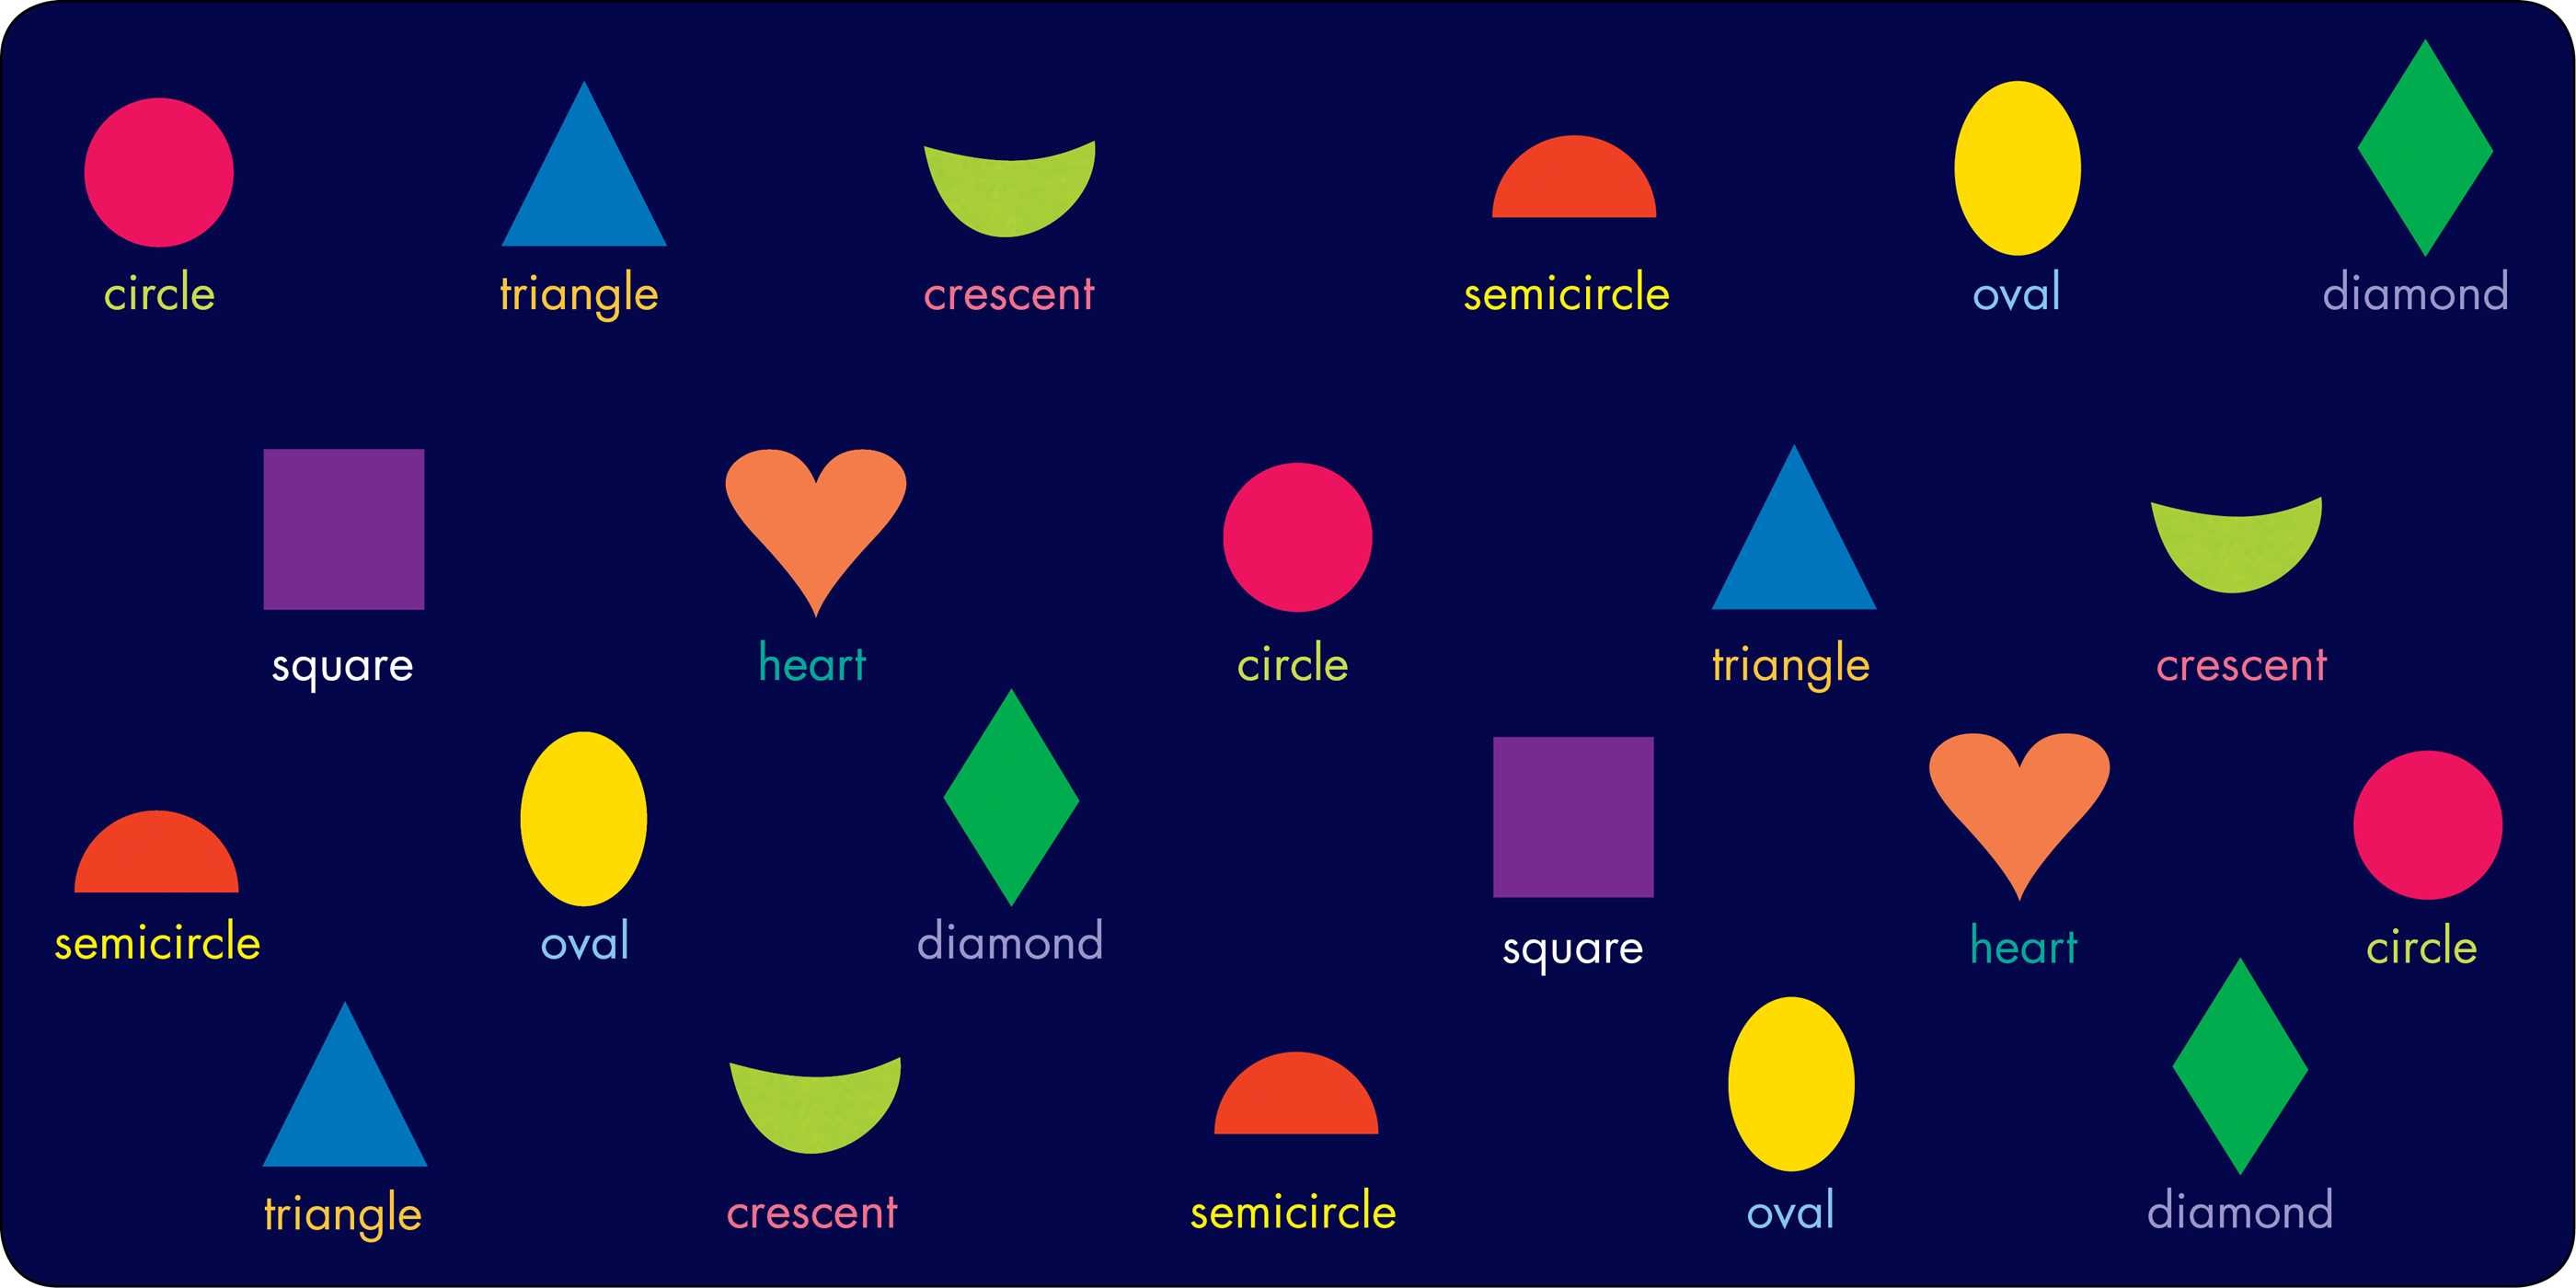 circle triangle crescent semicircle oval diamond
square heart circle triangle crescent
semicircle oval diamond square heart circle
triangle crescent semicircle oval diamond